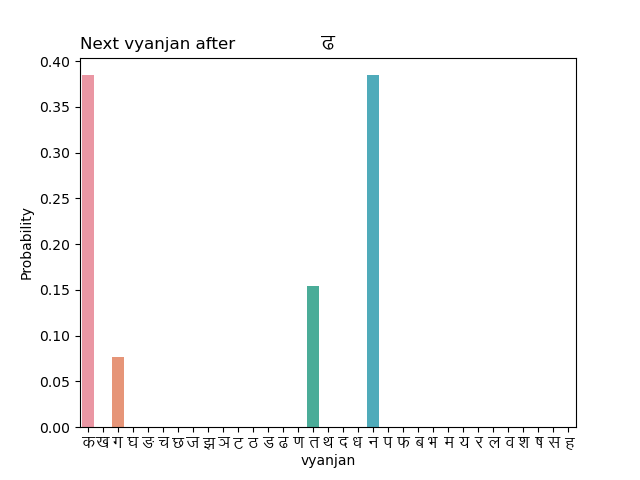 Next vyanjan after ढ
0.40
0.35
0.30
0.25
0.20
0.15
0.10
0.05
0.00
Probability
क ख ग घ ङ च छ ज झ ञ ट ठ ड ढ ण त थ द ध न प फ ब भ म य र ल व श ष स ह
vyanjan